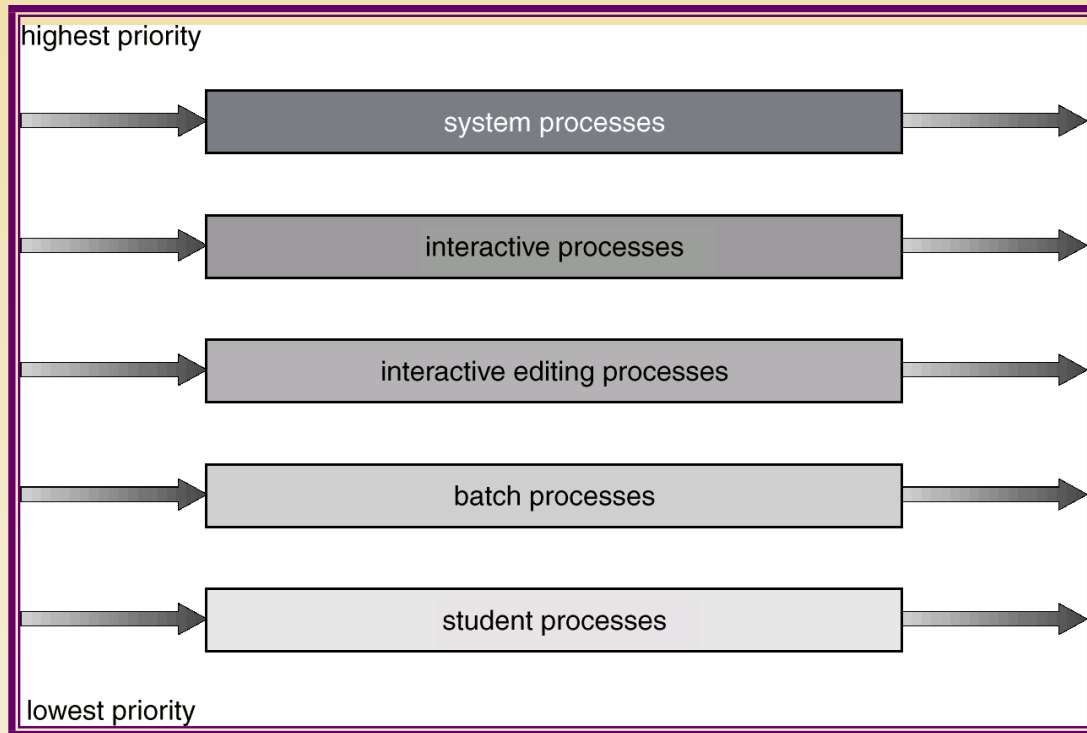 highest priority
system processes
interactive processes
interactive editing processes
batch processes
student processes
lowest priority